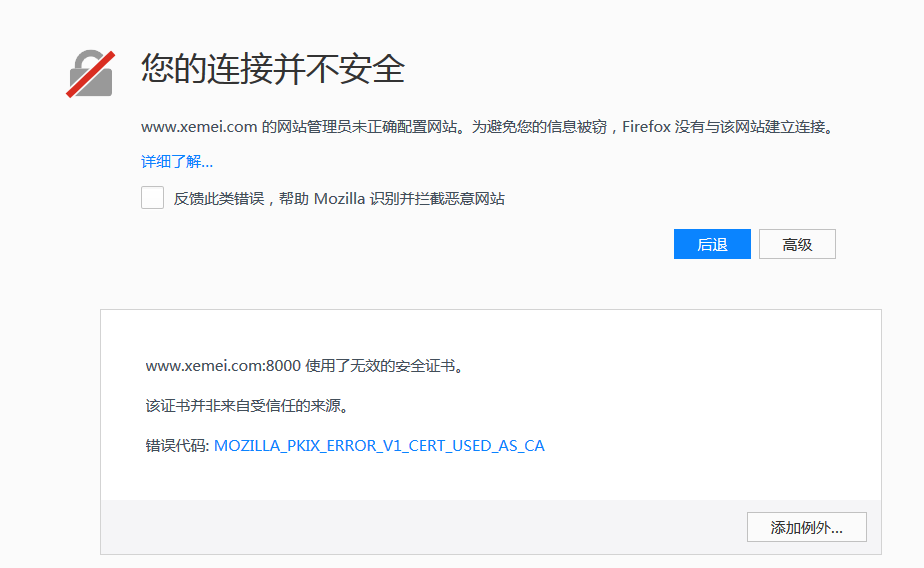 您的连接并不安全
www.xemei.com 的网站管理员未正确配置网站。为避免您的信息被窃，Firefox 没有与该网站建立连接。
详细了解...
反馈此类错误，帮助 Mozilla 识别并拦截恶意网站
后退 高级
www.xemei.com:8000 使用了无效的安全证书。
该证书并非来自受信任的来源。
错误代码: MOZILLA_PKIX_ERROR_V1_CERT_USED_AS_CA
添加例外...